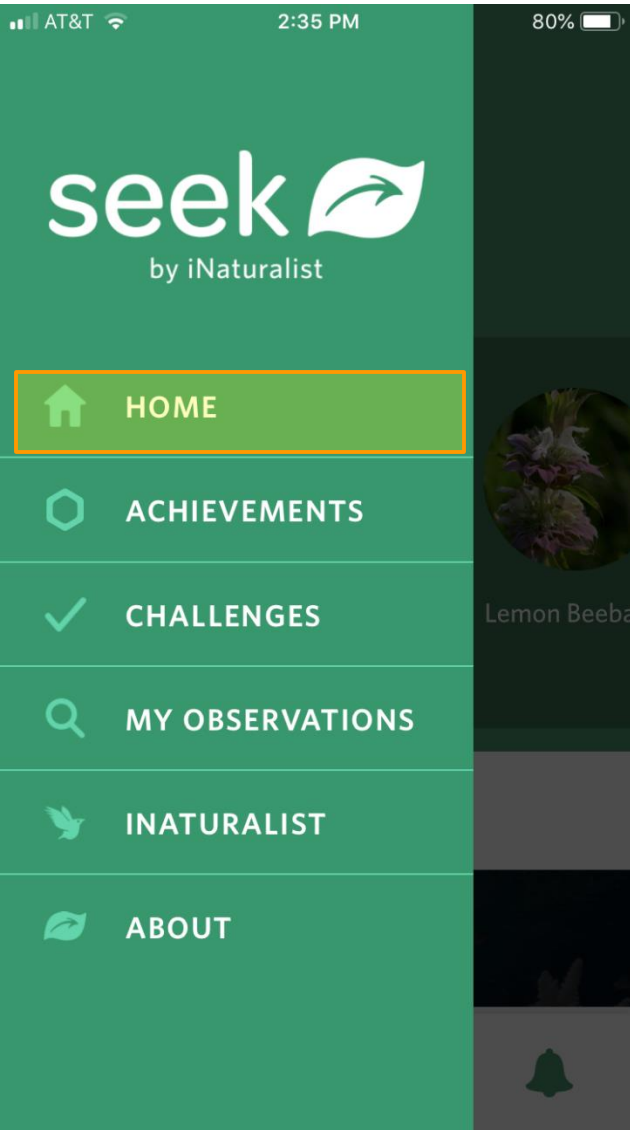 AT&T 2:35 PM 80%
seek
by iNaturalist
HOME
ACHIEVEMENTS
CHALLENGES
Lemon Beeba
MY OBSERVATIONS
INATURALIST
ABOUT